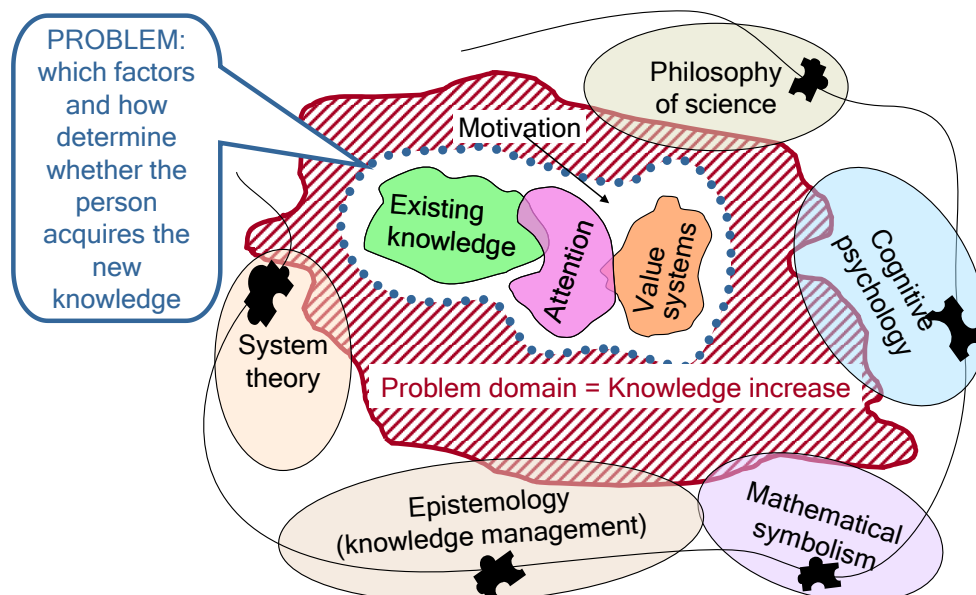 PROBLEM:
which factors
and how
determine
whether the
person
acquires the
new
knowledge
Philosophy
of science
Motivation
Existing
knowledge
Attention
Value
systems
Cognitive
psychology
System
theory
Problem domain = Knowledge increase
Epistemology
(knowledge management)
Mathematical
symbolism